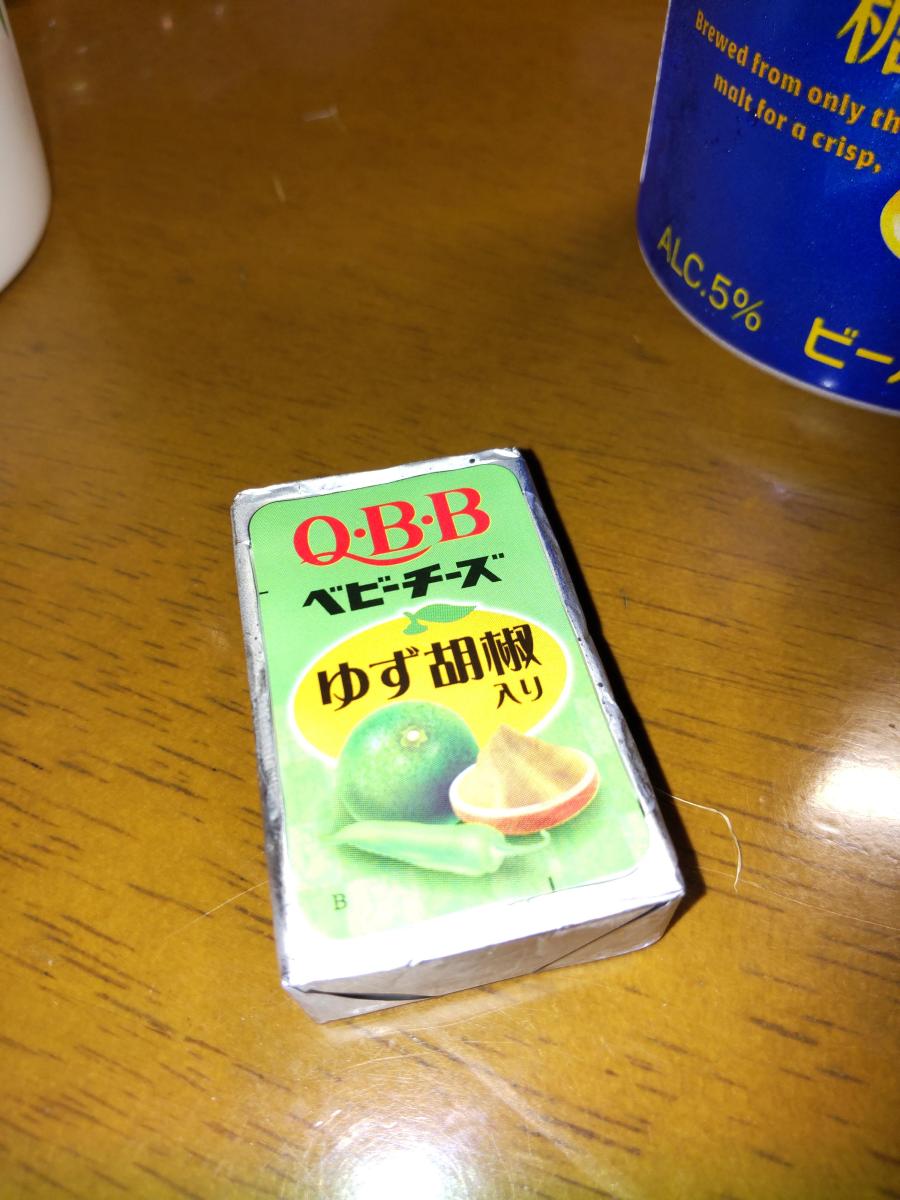 Brewed from only th
malt for a crisp,
ALC.5%
ビー
Q·B·B
ベビーチーズ
ゆず胡椒
入り
B